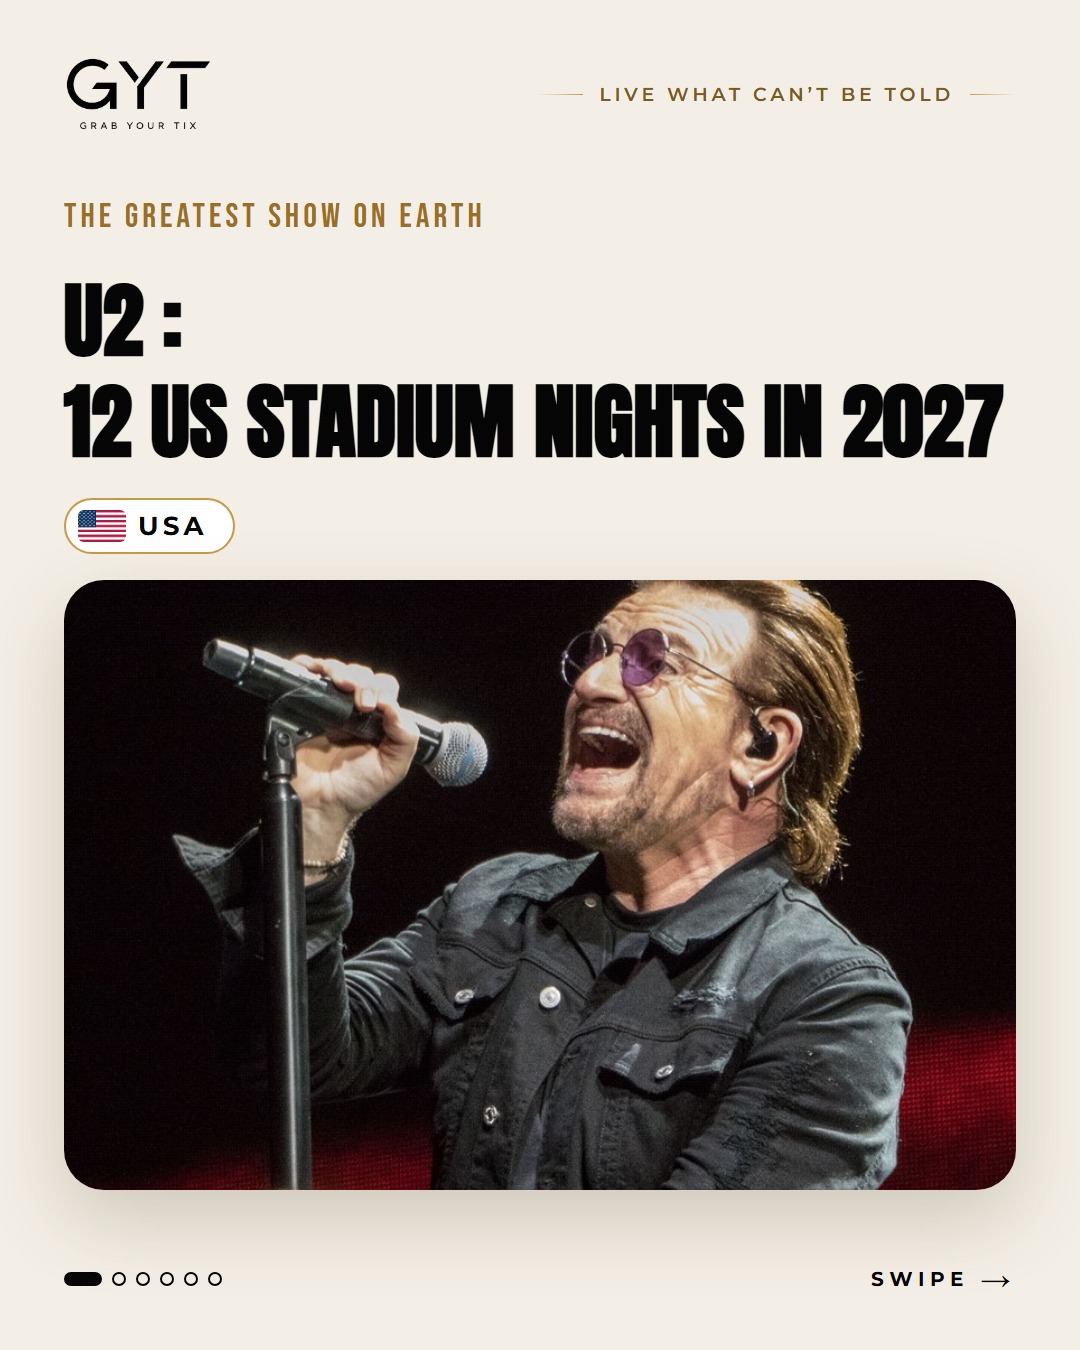 GYT
GRAB YOUR TIX
LIVE WHAT CAN’T BE TOLD
THE GREATEST SHOW ON EARTH
U2 :
12 US STADIUM NIGHTS IN 2027
USA
SWIPE →